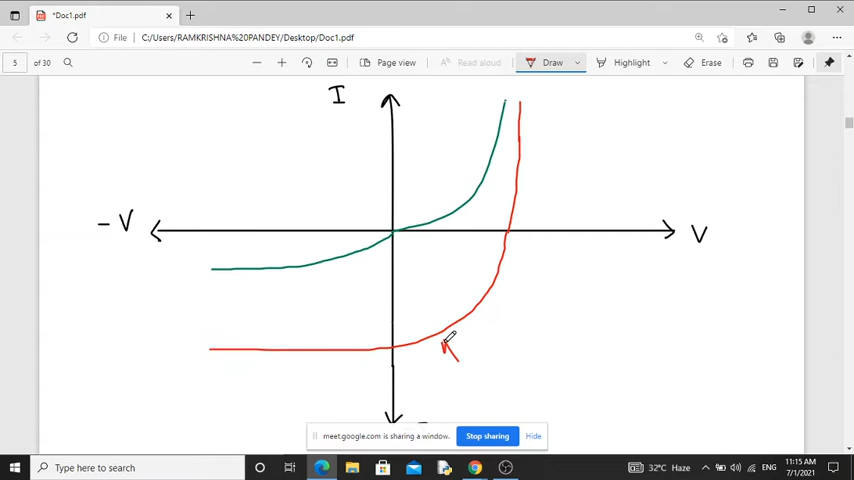 *Doc1.pdf
File C:/Users/RAMKRISHNA%20PANDEY/Desktop/Doc1.pdf
5 of 30 Page view Read aloud Draw Highlight Erase
I
-V
V
meet.google.com is sharing a window. Stop sharing Hide
Type here to search 32°C Haze ENG 11:15 AM
7/1/2021